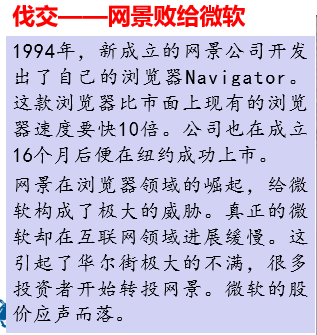 伐交——网景败给微软
1994年，新成立的网景公司开发
出了自己的浏览器Navigator。
这款浏览器比市面上现有的浏览
器速度要快10倍。公司也在成立
16个月后便在纽约成功上市。
网景在浏览器领域的崛起，给微
软构成了极大的威胁。真正的微
软却在互联网领域进展缓慢。这
引起了华尔街极大的不满，很多
投资者开始转投网景。微软的股
价应声而落。